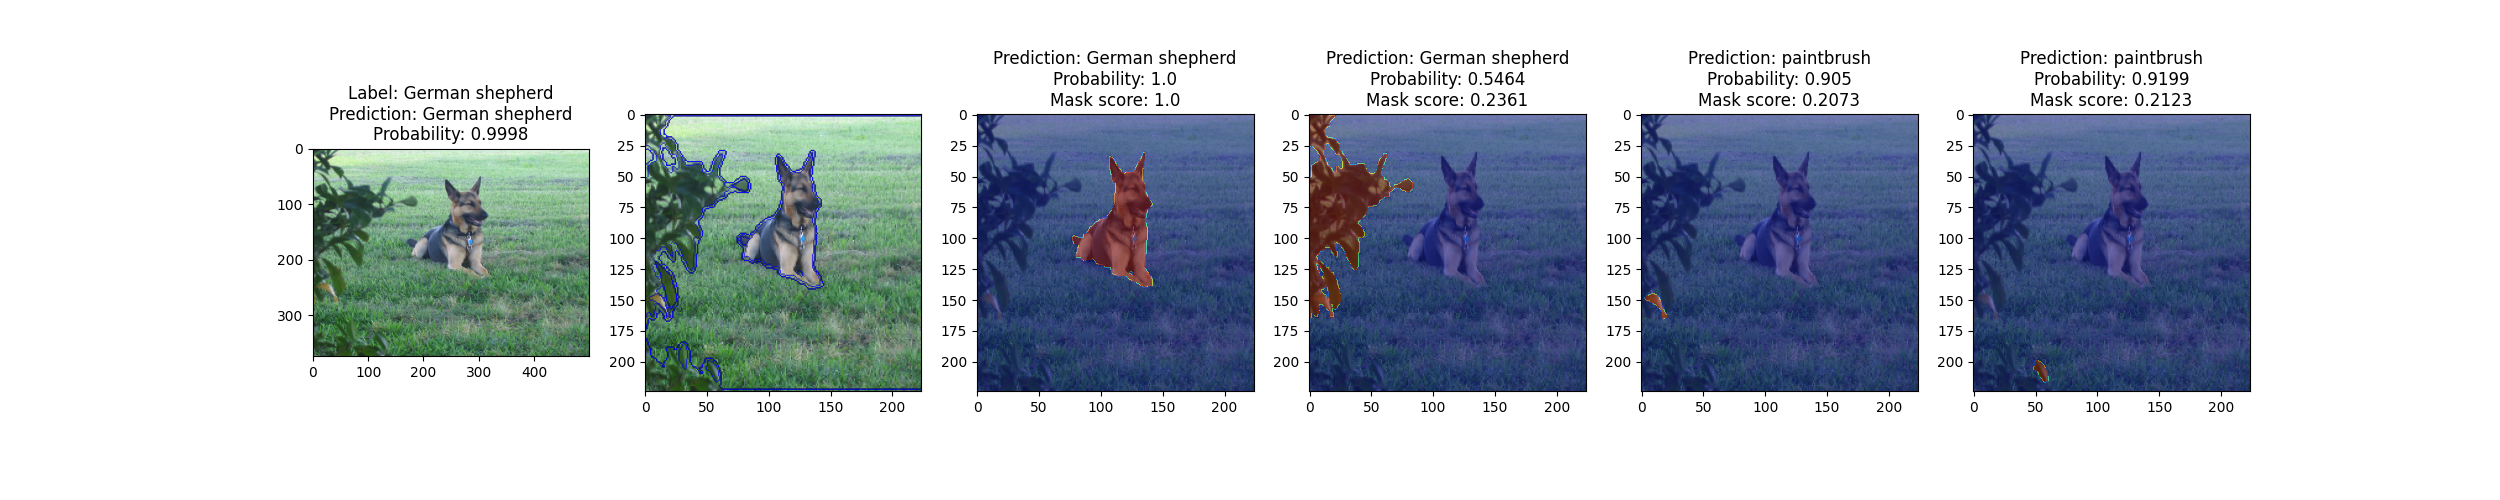 Label: German shepherd
Prediction: German shepherd
Probability: 0.9998
0
100
200
300
0 100 200 300 400
0
25
50
75
100
125
150
175
200
0 50 100 150 200
Prediction: German shepherd
Probability: 1.0
Mask score: 1.0
0
25
50
75
100
125
150
175
200
0 50 100 150 200
Prediction: German shepherd
Probability: 0.5464
Mask score: 0.2361
0
25
50
75
100
125
150
175
200
0 50 100 150 200
Prediction: paintbrush
Probability: 0.905
Mask score: 0.2073
0
25
50
75
100
125
150
175
200
0 50 100 150 200
Prediction: paintbrush
Probability: 0.9199
Mask score: 0.2123
0
25
50
75
100
125
150
175
200
0 50 100 150 200